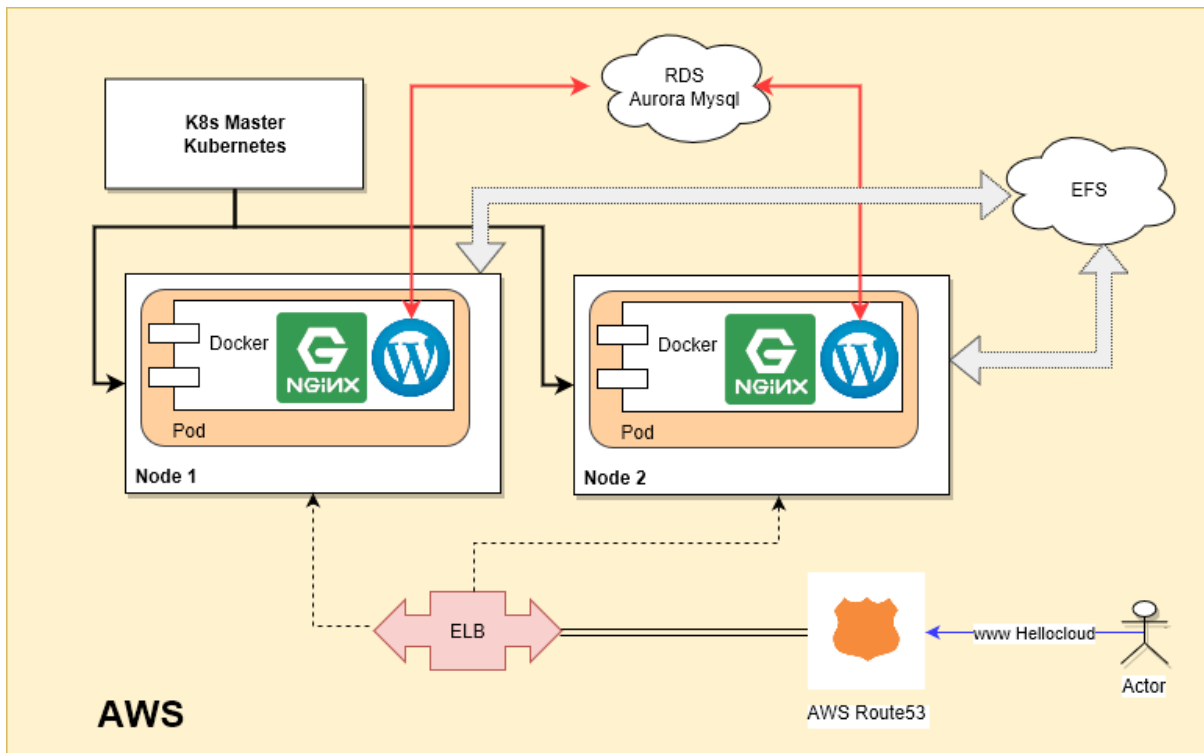 RDS
Aurora Mysql
K8s Master
Kubernetes
EFS
Docker
NGiNX
W
Pod
Node 1
Docker
NGiNX
W
Pod
Node 2
ELB
www Hellocloud
Actor
AWS Route53
AWS